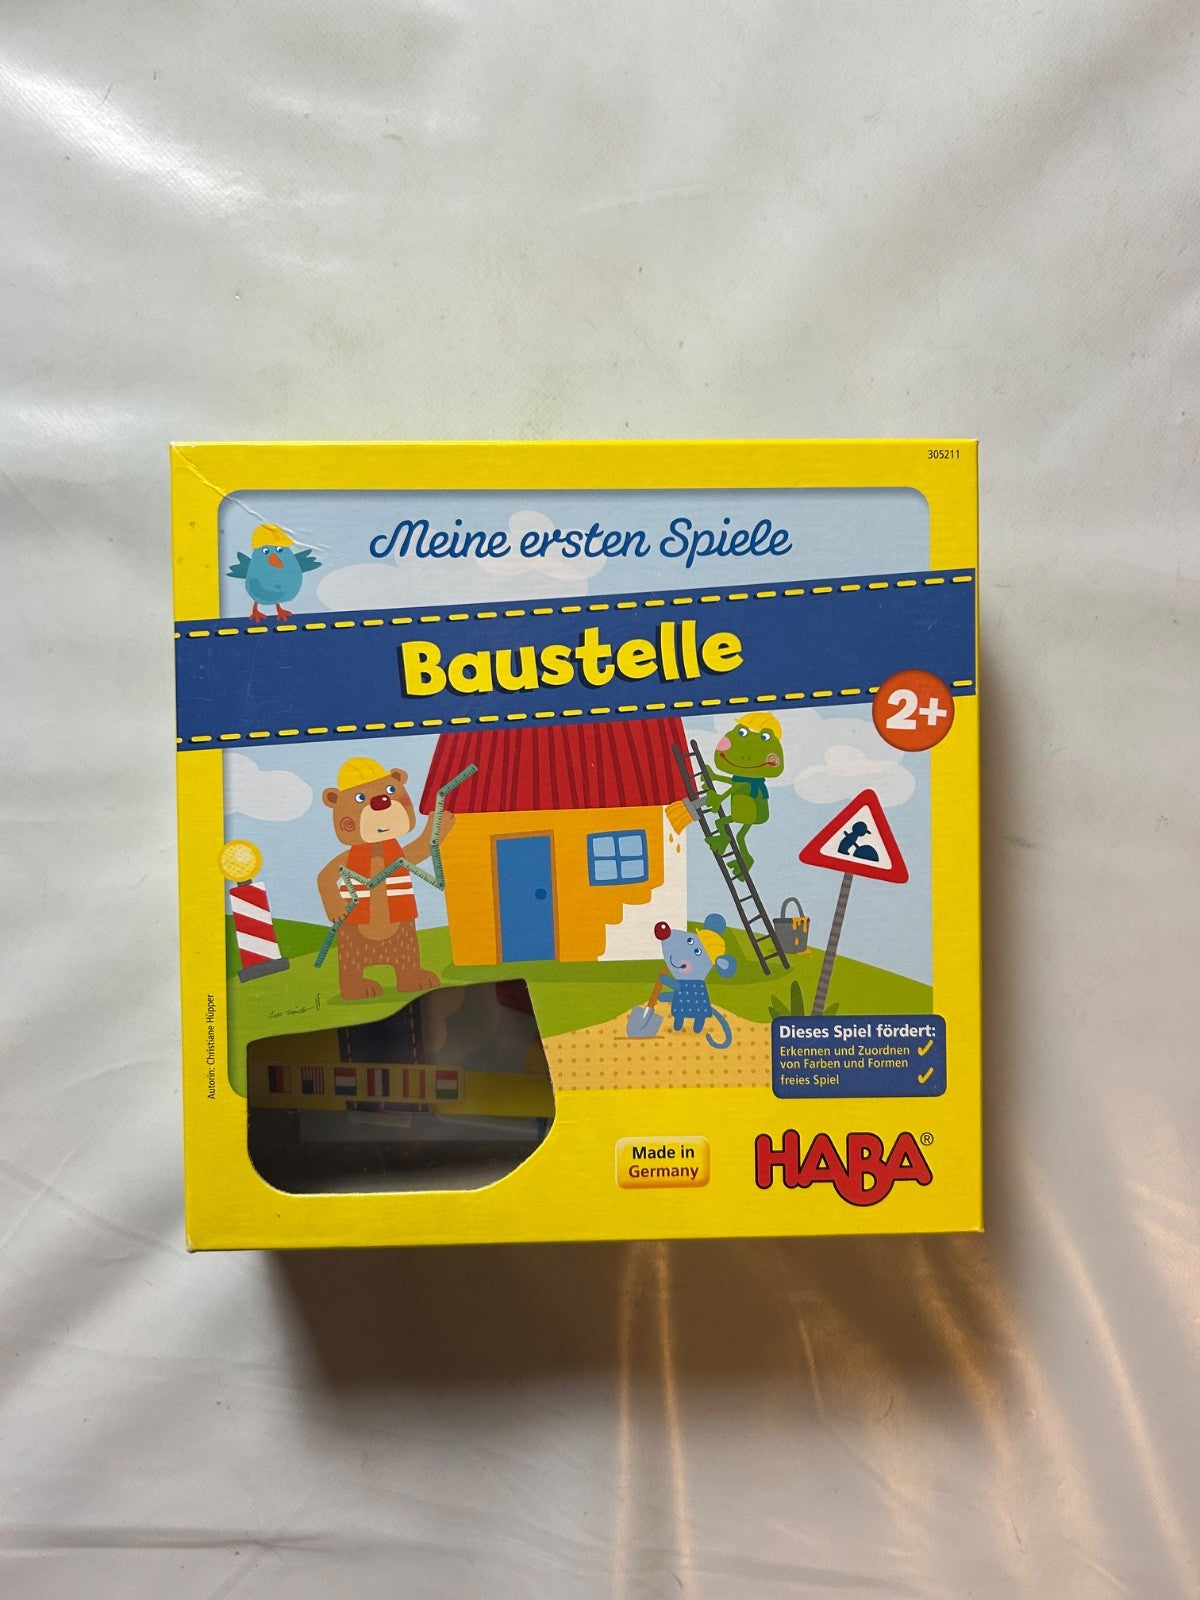 305211
Meine ersten Spiele
Baustelle
2+
Dieses Spiel fördert:
Erkennen und Zuordnen
von Farben und Formen
freies Spiel
Autorin: Christiane Hüpper
Made in
Germany
HABA®